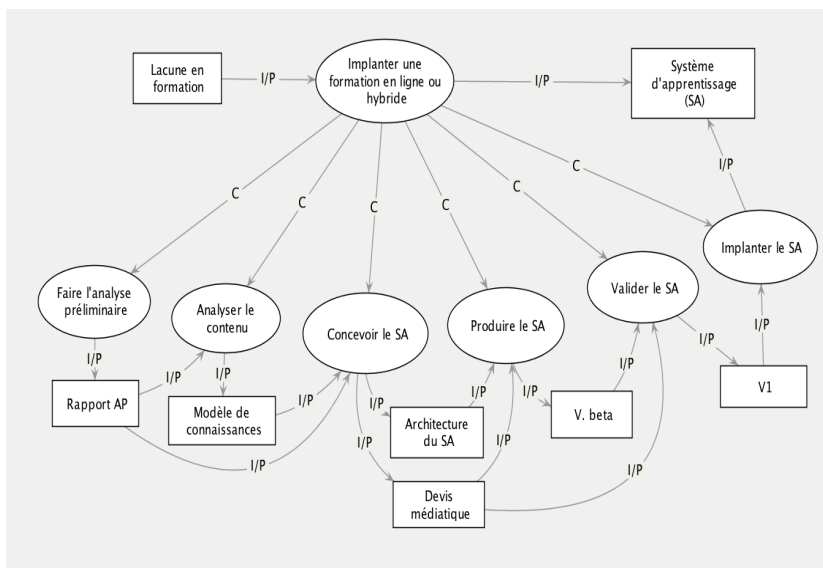 Lacune en
formation
I/P
Implanter une
formation en ligne ou
hybride
I/P
Système
d'apprentissage
(SA)
I/P
C
C
C
C
C
C
Implanter le SA
Faire l'analyse
préliminaire
Analyser le
contenu
Concevoir le SA
Produire le SA
Valider le SA
I/P
I/P
I/P
I/P
I/P
I/P
I/P
I/P
I/P
I/P
I/P
Rapport AP
Modèle de
connaissances
Architecture
du SA
V. beta
V1
I/P
I/P
I/P
I/P
Devis
médiatique